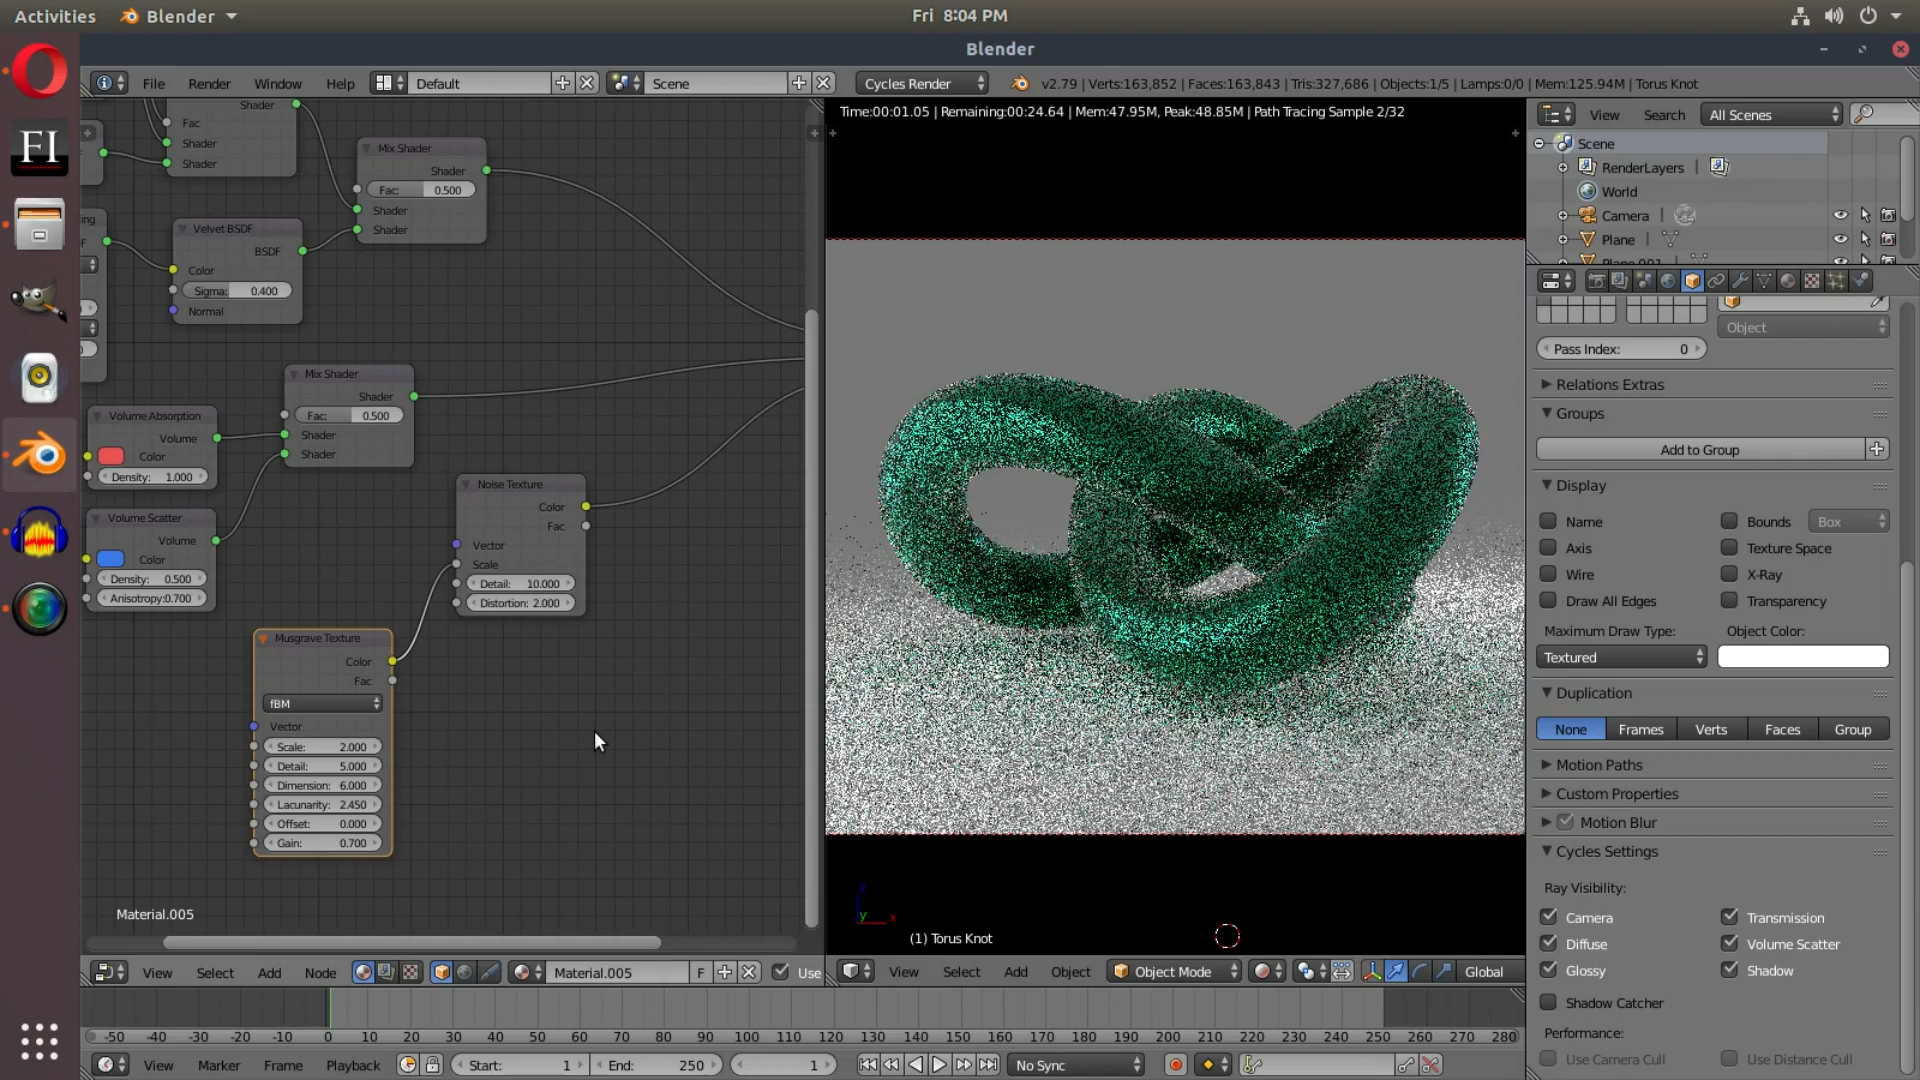 Activities Blender Fri 8:04 PM
Blender
File Render Window Help Default Scene Cycles Render v2.79 | Verts:163,852 | Faces:163,843 | Tris:327,686 | Objects:1/5 | Lamps:0/0 | Mem:125.94M | Torus Knot
Shader
Fac
Shader
Shader
Mix Shader
Shader
Fac: 0.500
Shader
Shader
Velvet BSDF
BSDF
Color
Sigma: 0.400
Normal
Mix Shader
Shader
Fac: 0.500
Shader
Shader
Volume Absorption
Volume
Color
Density: 1.000
Volume Scatter
Volume
Color
Density: 0.500
Anisotropy:0.700
Noise Texture
Color
Fac
Vector
Scale
Detail: 10.000
Distortion: 2.000
Musgrave Texture
Color
Fac
fBM
Vector
Scale: 2.000
Detail: 5.000
Dimension: 6.000
Lacunarity: 2.450
Offset: 0.000
Gain: 0.700
Material.005
View Select Add Node Material.005 F Use
Time:00:01.05 | Remaining:00:24.64 | Mem:47.95M, Peak:48.85M | Path Tracing Sample 2/32
z
y x
(1) Torus Knot
View Select Add Object Object Mode Global
View Search All Scenes
Scene
RenderLayers |
World
Camera |
Plane |
Plane.001
Object
Pass Index: 0
Relations Extras
Groups
Add to Group
Display
Name Bounds Box
Axis Texture Space
Wire X-Ray
Draw All Edges Transparency
Maximum Draw Type: Object Color:
Textured
Duplication
None Frames Verts Faces Group
Motion Paths
Custom Properties
Motion Blur
Cycles Settings
Ray Visibility:
Camera Transmission
Diffuse Volume Scatter
Glossy Shadow
Shadow Catcher
Performance:
Use Camera Cull Use Distance Cull
-50 -40 -30 -20 -10 0 10 20 30 40 50 60 70 80 90 100 110 120 130 140 150 160 170 180 190 200 210 220 230 240 250 260 270 280
View Marker Frame Playback Start: 1 End: 250 1 No Sync
FI